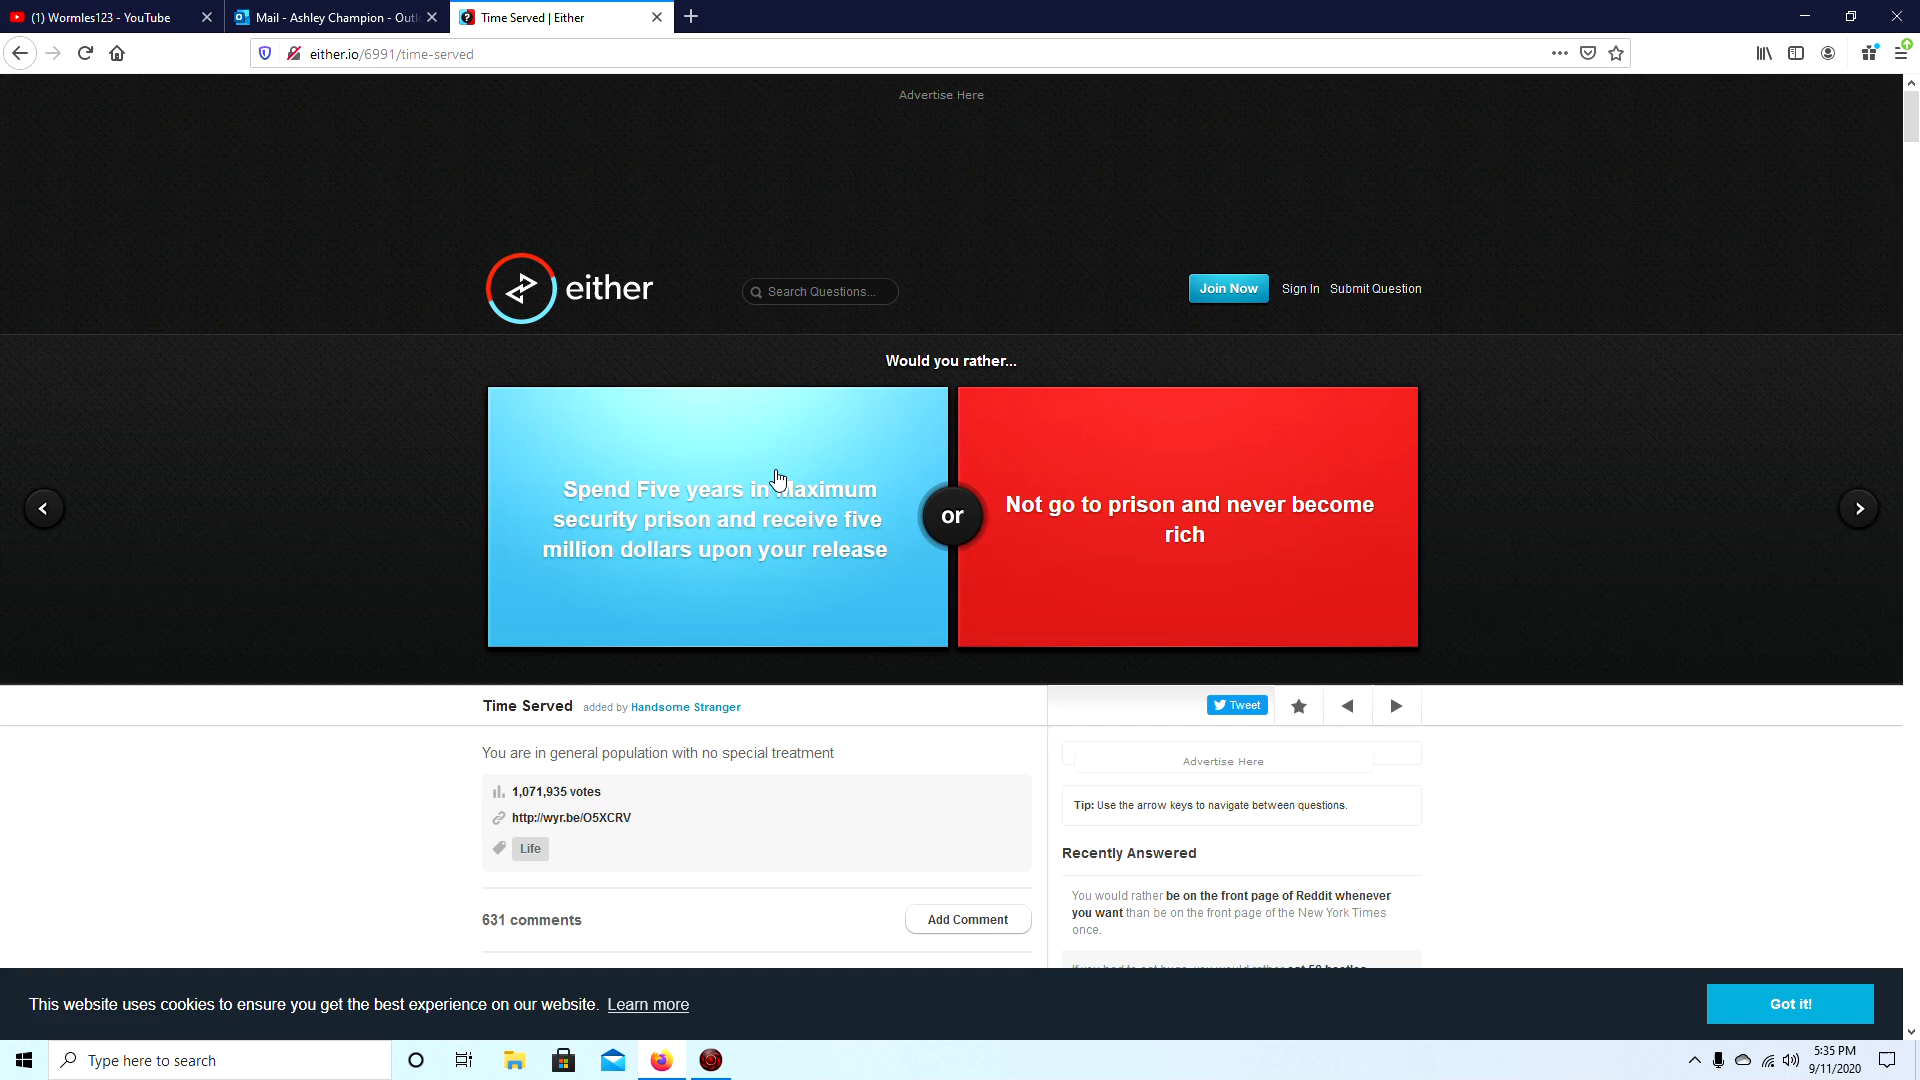 (1) Wormles123 - YouTube
Mail - Ashley Champion - Outl
Time Served | Either
either.io/6991/time-served
Advertise Here
either
Search Questions...
Join Now
Sign In
Submit Question
Would you rather...
Spend Five years in Maximum
security prison and receive five
million dollars upon your release
or
Not go to prison and never become
rich
Time Served added by Handsome Stranger
Tweet
You are in general population with no special treatment
1,071,935 votes
http://wyr.be/O5XCRV
Life
631 comments
Add Comment
Advertise Here
Tip: Use the arrow keys to navigate between questions.
Recently Answered
You would rather be on the front page of Reddit whenever
you want than be on the front page of the New York Times
once.
This website uses cookies to ensure you get the best experience on our website. Learn more
Got it!
Type here to search
5:35 PM
9/11/2020